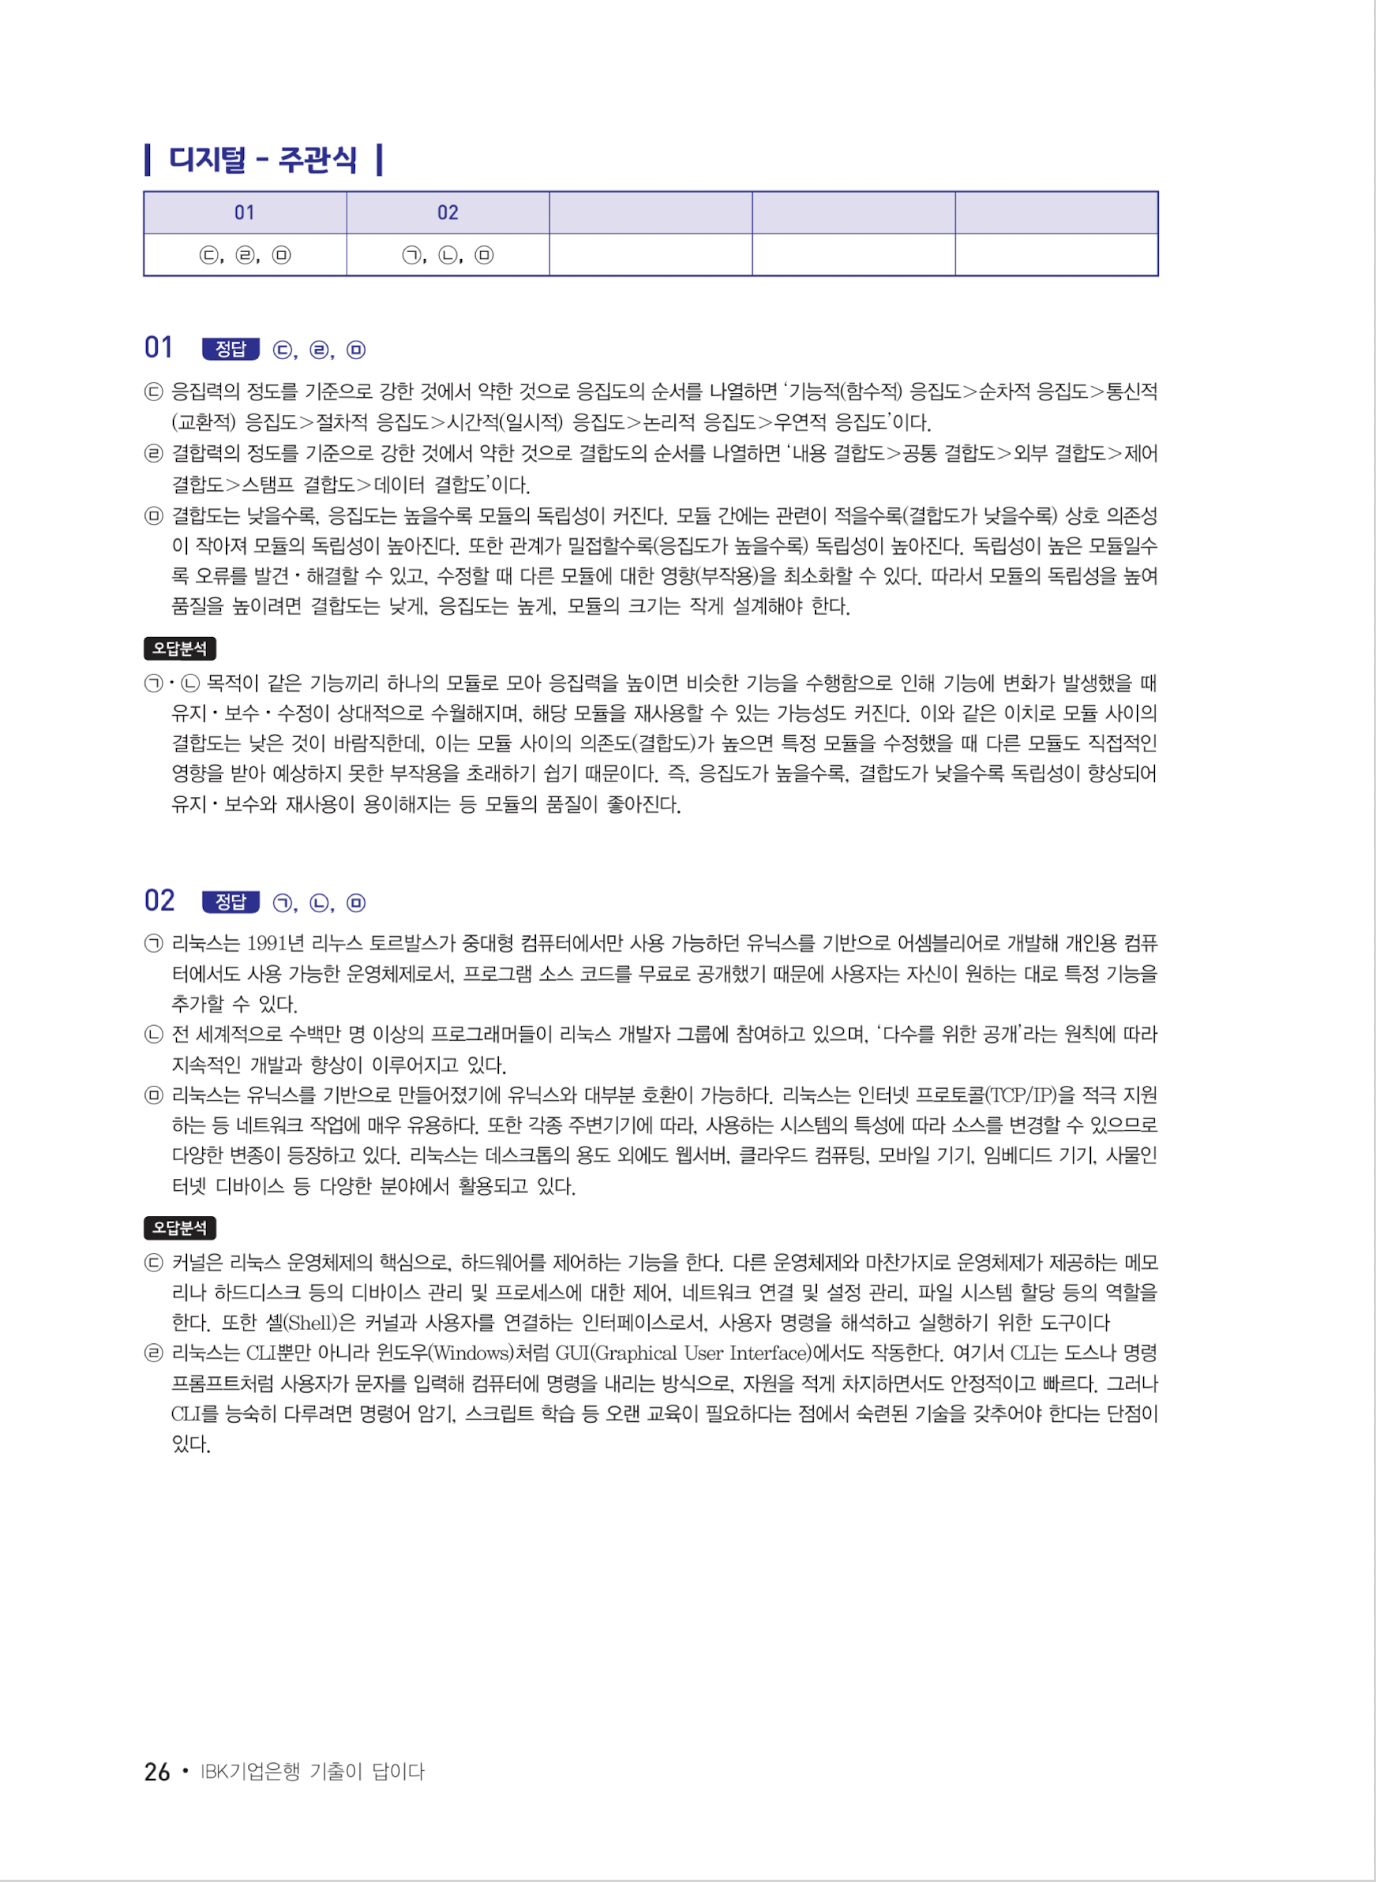 디지털 - 주관식
01 02
㉢, ㉣, ㉤ ㉠, ㉡, ㉤
01 정답 ㉢, ㉣, ㉤
㉢ 응집력의 정도를 기준으로 강한 것에서 약한 것으로 응집도의 순서를 나열하면 ‘기능적(함수적) 응집도>순차적 응집도>통신적
(교환적) 응집도>절차적 응집도>시간적(일시적) 응집도>논리적 응집도>우연적 응집도’이다.
㉣ 결합력의 정도를 기준으로 강한 것에서 약한 것으로 결합도의 순서를 나열하면 ‘내용 결합도>공통 결합도>외부 결합도>제어
결합도>스탬프 결합도>데이터 결합도’이다.
㉤ 결합도는 낮을수록, 응집도는 높을수록 모듈의 독립성이 커진다. 모듈 간에는 관련이 적을수록(결합도가 낮을수록) 상호 의존성
이 작아져 모듈의 독립성이 높아진다. 또한 관계가 밀접할수록(응집도가 높을수록) 독립성이 높아진다. 독립성이 높은 모듈일수
록 오류를 발견·해결할 수 있고, 수정할 때 다른 모듈에 대한 영향(부작용)을 최소화할 수 있다. 따라서 모듈의 독립성을 높여
품질을 높이려면 결합도는 낮게, 응집도는 높게, 모듈의 크기는 작게 설계해야 한다.
오답분석
㉠·㉡ 목적이 같은 기능끼리 하나의 모듈로 모아 응집력을 높이면 비슷한 기능을 수행함으로 인해 기능에 변화가 발생했을 때
유지·보수·수정이 상대적으로 수월해지며, 해당 모듈을 재사용할 수 있는 가능성도 커진다. 이와 같은 이치로 모듈 사이의
결합도는 낮은 것이 바람직한데, 이는 모듈 사이의 의존도(결합도)가 높으면 특정 모듈을 수정했을 때 다른 모듈도 직접적인
영향을 받아 예상하지 못한 부작용을 초래하기 쉽기 때문이다. 즉, 응집도가 높을수록, 결합도가 낮을수록 독립성이 향상되어
유지·보수와 재사용이 용이해지는 등 모듈의 품질이 좋아진다.
02 정답 ㉠, ㉡, ㉤
㉠ 리눅스는 1991년 리누스 토르발스가 중대형 컴퓨터에서만 사용 가능하던 유닉스를 기반으로 어셈블리어로 개발해 개인용 컴퓨
터에서도 사용 가능한 운영체제로서, 프로그램 소스 코드를 무료로 공개했기 때문에 사용자는 자신이 원하는 대로 특정 기능을
추가할 수 있다.
㉡ 전 세계적으로 수백만 명 이상의 프로그래머들이 리눅스 개발자 그룹에 참여하고 있으며, ‘다수를 위한 공개’라는 원칙에 따라
지속적인 개발과 향상이 이루어지고 있다.
㉤ 리눅스는 유닉스를 기반으로 만들어졌기에 유닉스와 대부분 호환이 가능하다. 리눅스는 인터넷 프로토콜(TCP/IP)을 적극 지원
하는 등 네트워크 작업에 매우 유용하다. 또한 각종 주변기기에 따라, 사용하는 시스템의 특성에 따라 소스를 변경할 수 있으므로
다양한 변종이 등장하고 있다. 리눅스는 데스크톱의 용도 외에도 웹서버, 클라우드 컴퓨팅, 모바일 기기, 임베디드 기기, 사물인
터넷 디바이스 등 다양한 분야에서 활용되고 있다.
오답분석
㉢ 커널은 리눅스 운영체제의 핵심으로, 하드웨어를 제어하는 기능을 한다. 다른 운영체제와 마찬가지로 운영체제가 제공하는 메모
리나 하드디스크 등의 디바이스 관리 및 프로세스에 대한 제어, 네트워크 연결 및 설정 관리, 파일 시스템 할당 등의 역할을
한다. 또한 셸(Shell)은 커널과 사용자를 연결하는 인터페이스로서, 사용자 명령을 해석하고 실행하기 위한 도구이다
㉣ 리눅스는 CLI뿐만 아니라 윈도우(Windows)처럼 GUI(Graphical User Interface)에서도 작동한다. 여기서 CLI는 도스나 명령
프롬프트처럼 사용자가 문자를 입력해 컴퓨터에 명령을 내리는 방식으로, 자원을 적게 차지하면서도 안정적이고 빠르다. 그러나
CLI를 능숙히 다루려면 명령어 암기, 스크립트 학습 등 오랜 교육이 필요하다는 점에서 숙련된 기술을 갖추어야 한다는 단점이
있다.
26 • IBK기업은행 기출이 답이다